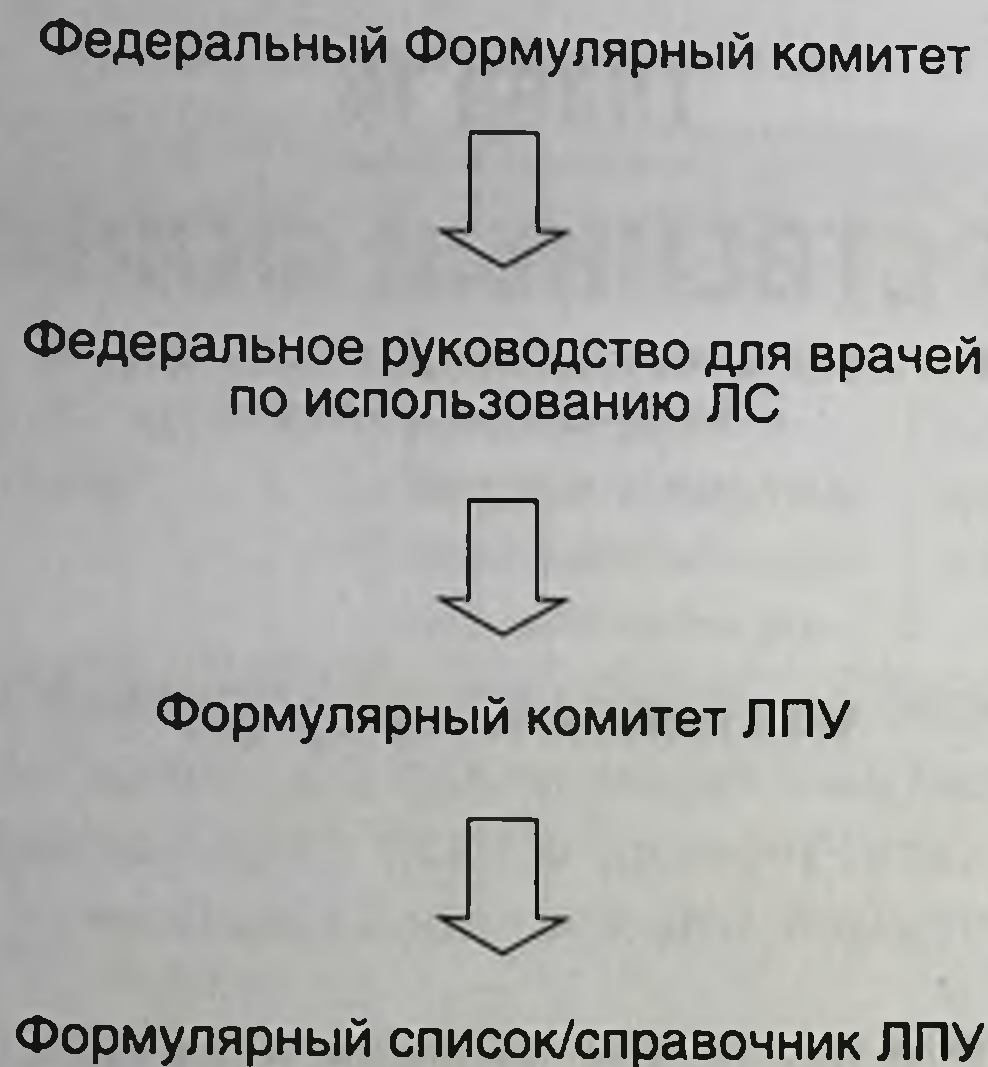 Федеральный Формулярный комитет
Федеральное руководство для врачей
по использованию ЛС
Формулярный комитет ЛПУ
Формулярный список/справочник ЛПУ